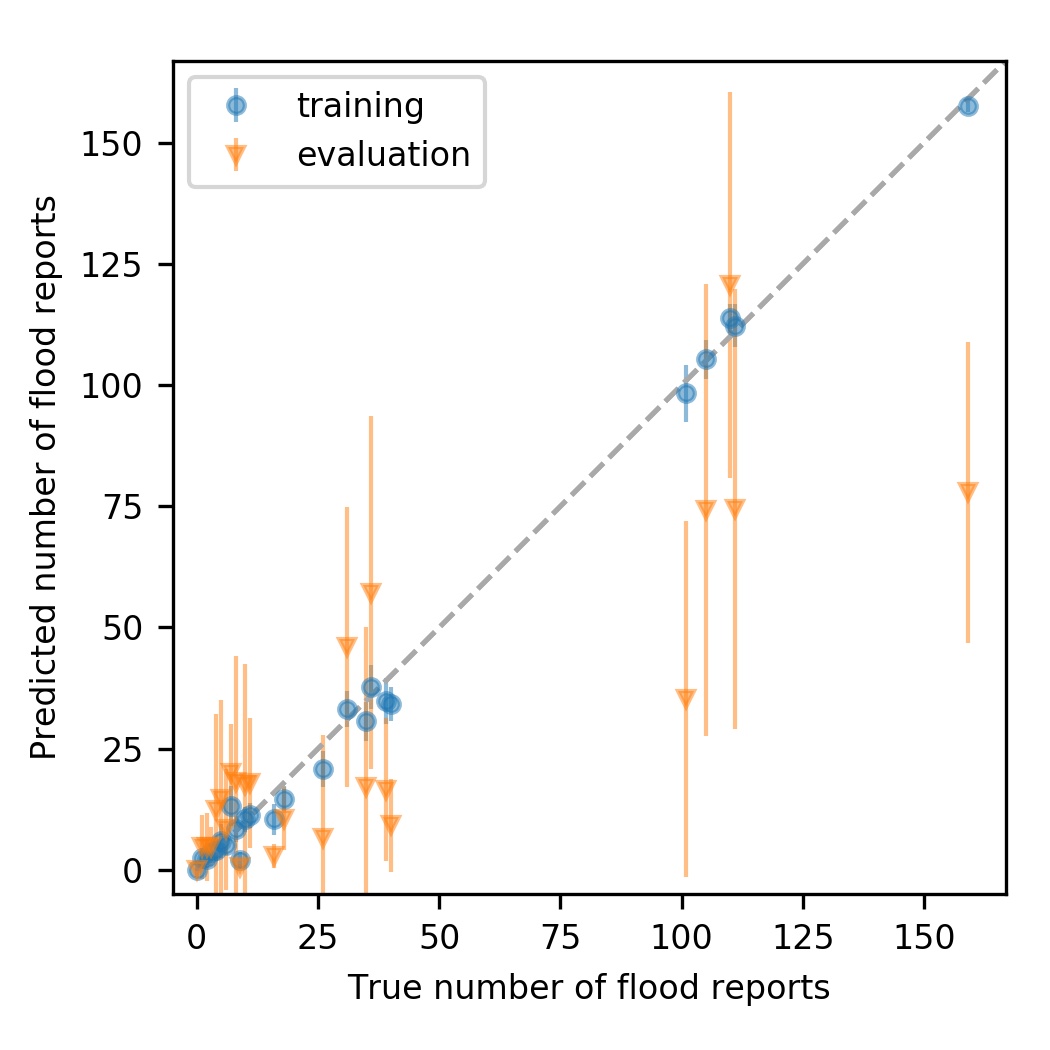 training
evaluation
150
125
100
75
50
25
0
Predicted number of flood reports
0 25 50 75 100 125 150
True number of flood reports